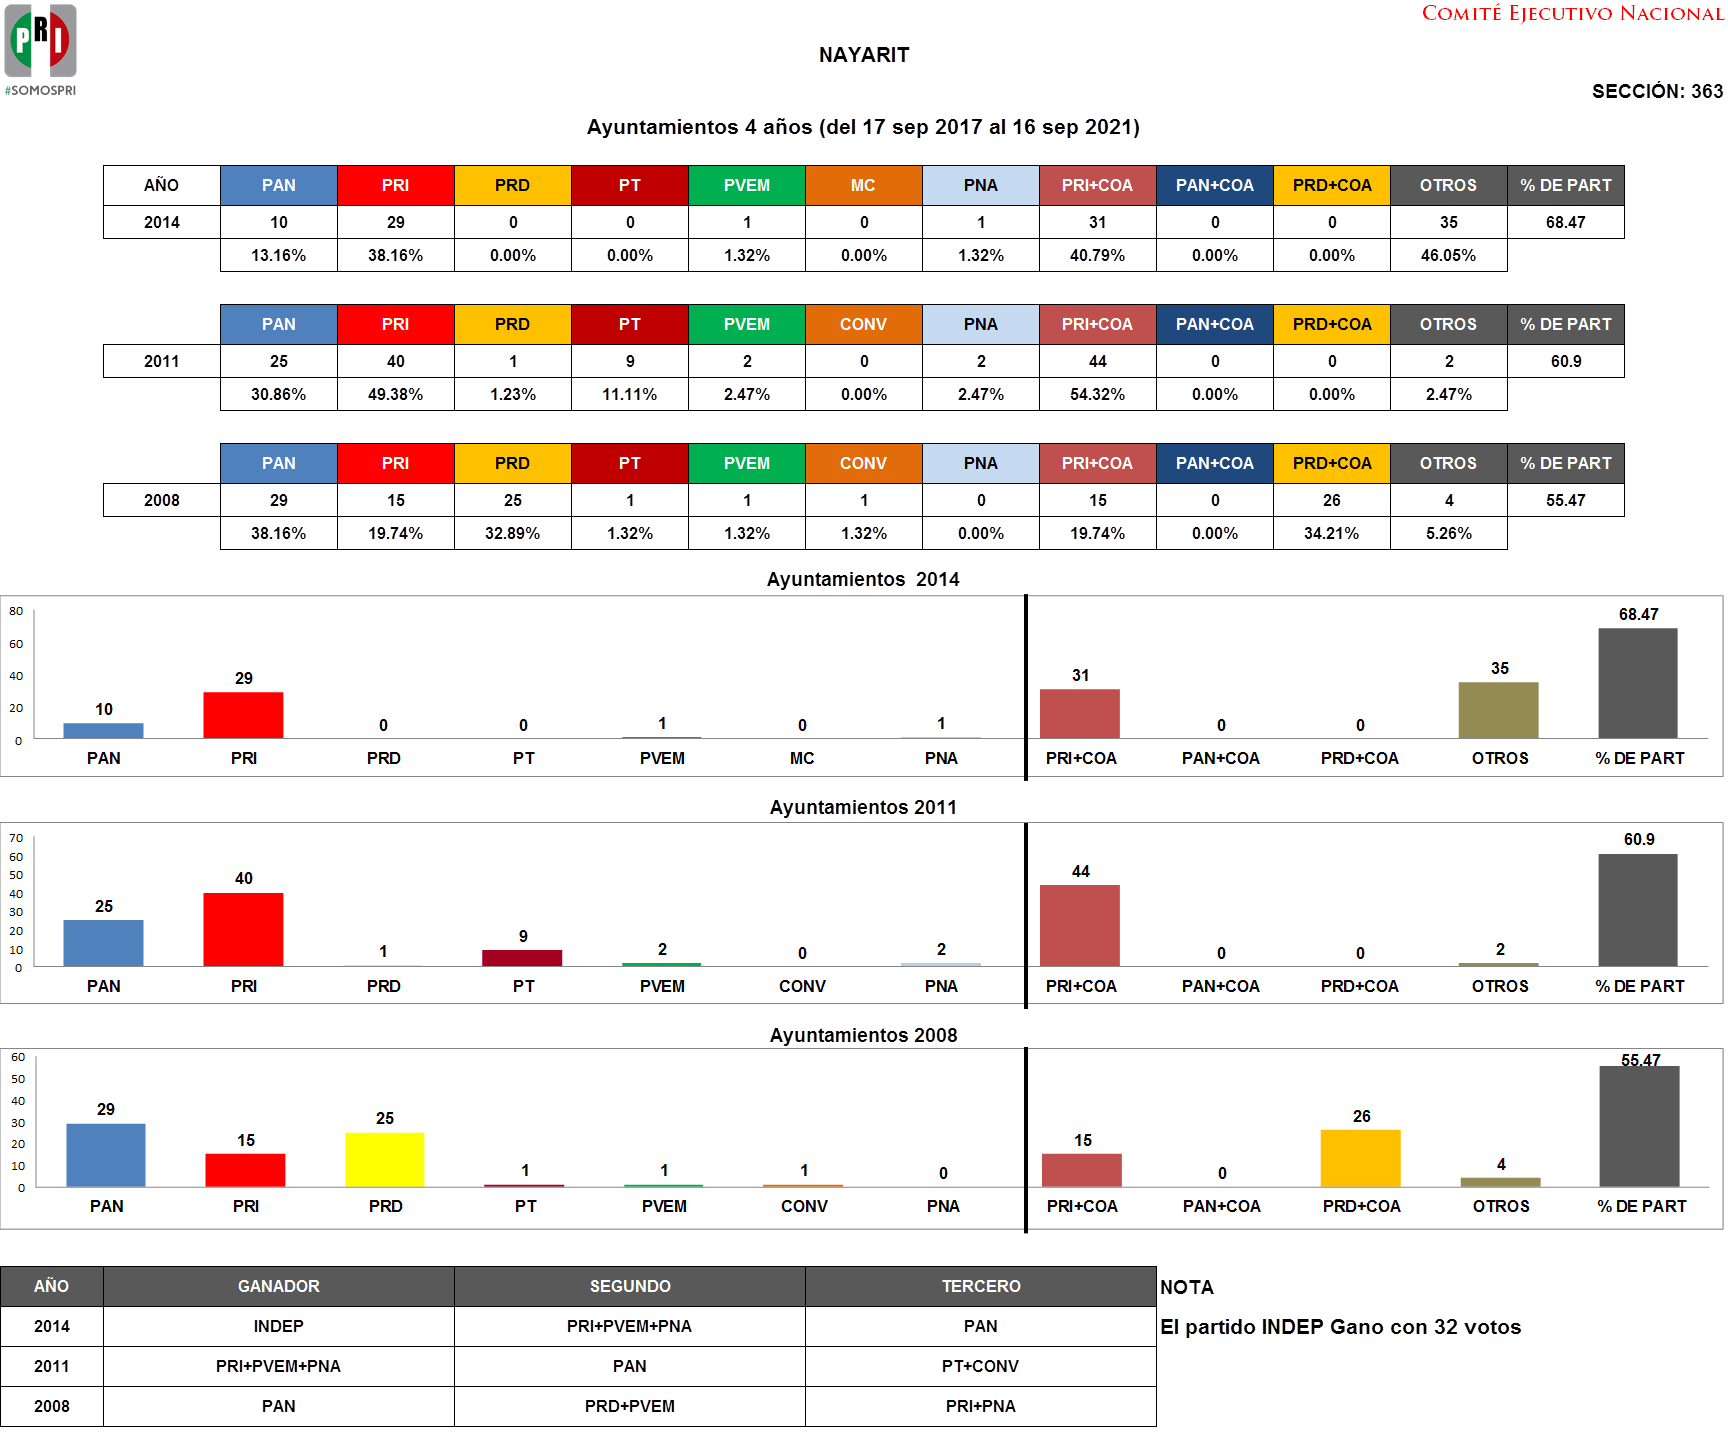 COMITÉ EJECUTIVO NACIONAL
PRI
#SOMOSPRI
NAYARIT
SECCIÓN: 363
Ayuntamientos 4 años (del 17 sep 2017 al 16 sep 2021)
AÑO PAN PRI PRD PT PVEM MC PNA PRI+COA PAN+COA PRD+COA OTROS % DE PART
2014 10 29 0 0 1 0 1 31 0 0 35 68.47
13.16% 38.16% 0.00% 0.00% 1.32% 0.00% 1.32% 40.79% 0.00% 0.00% 46.05%
PAN PRI PRD PT PVEM CONV PNA PRI+COA PAN+COA PRD+COA OTROS % DE PART
2011 25 40 1 9 2 0 2 44 0 0 2 60.9
30.86% 49.38% 1.23% 11.11% 2.47% 0.00% 2.47% 54.32% 0.00% 0.00% 2.47%
PAN PRI PRD PT PVEM CONV PNA PRI+COA PAN+COA PRD+COA OTROS % DE PART
2008 29 15 25 1 1 1 0 15 0 26 4 55.47
38.16% 19.74% 32.89% 1.32% 1.32% 1.32% 0.00% 19.74% 0.00% 34.21% 5.26%
Ayuntamientos 2014
80
60
40
20
0
10 29 0 0 1 0 1 31 0 0 35 68.47
PAN PRI PRD PT PVEM MC PNA PRI+COA PAN+COA PRD+COA OTROS % DE PART
Ayuntamientos 2011
70
60
50
40
30
20
10
0
25 40 1 9 2 0 2 44 0 0 2 60.9
PAN PRI PRD PT PVEM CONV PNA PRI+COA PAN+COA PRD+COA OTROS % DE PART
Ayuntamientos 2008
60
50
40
30
20
10
0
29 15 25 1 1 1 0 15 0 26 4 55.47
PAN PRI PRD PT PVEM CONV PNA PRI+COA PAN+COA PRD+COA OTROS % DE PART
AÑO GANADOR SEGUNDO TERCERO NOTA
2014 INDEP PRI+PVEM+PNA PAN El partido INDEP Gano con 32 votos
2011 PRI+PVEM+PNA PAN PT+CONV
2008 PAN PRD+PVEM PRI+PNA